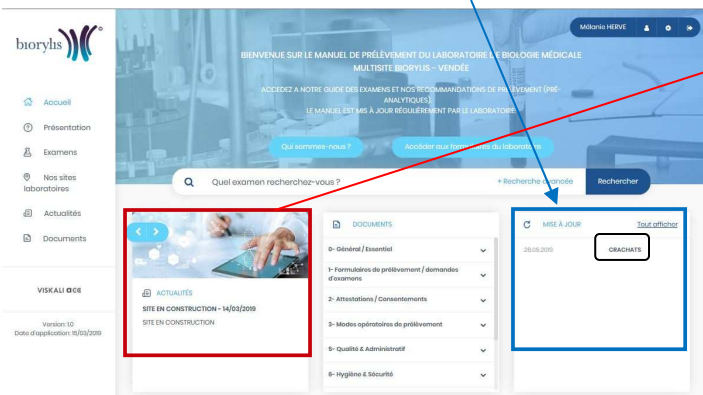 biorylis
Mélanie HERVE
BIENVENUE SUR LE MANUEL DE PRÉLÈVEMENT DU LABORATOIRE DE BIOLOGIE MÉDICALE
MULTISITE BIORYLIS - VENDÉE
ACCEDEZ A NOTRE GUIDE DES EXAMENS ET NOS RECOMMANDATIONS DE PRÉLÈVEMENT (PRÉ-
ANALYTIQUES).
LE MANUEL EST MIS À JOUR RÉGULIÈREMENT PAR LE LABORATOIRE.
Qui sommes-nous ?
Accéder aux formulaires du laboratoire
Quel examen recherchez-vous ?
+ Recherche avancée
Rechercher
Accueil
Présentation
Examens
Nos sites
laboratoires
Actualités
Documents
VISKALI ace
Version: 1.0
Date d'application: 15/03/2019
ACTUALITÉS
SITE EN CONSTRUCTION - 14/03/2019
SITE EN CONSTRUCTION
DOCUMENTS
0- Général / Essentiel
1- Formulaires de prélèvement / demandes
d'examens
2- Attestations / Consentements
3- Modes opératoires de prélèvement
5- Qualité & Administratif
6- Hygiène & Sécurité
MISE À JOUR
Tout afficher
28.05.2019
CRACHATS